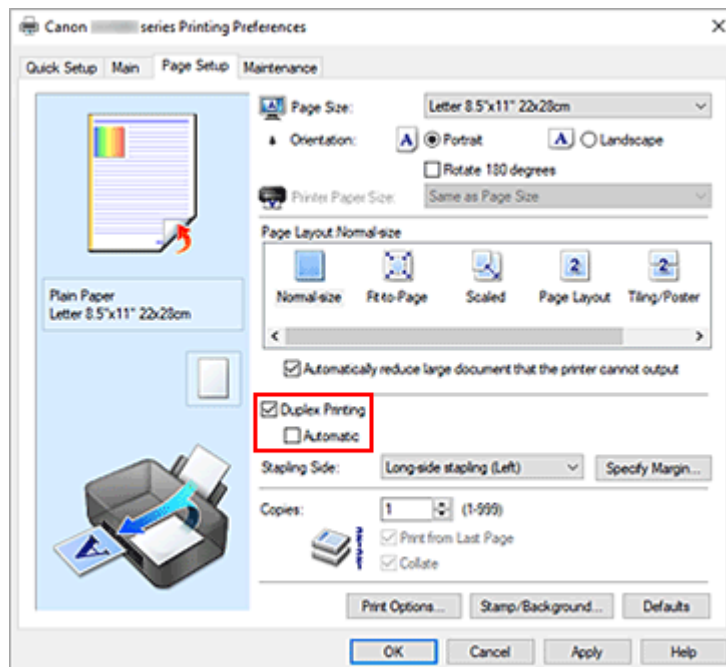 Canon series Printing Preferences
Quick Setup Main Page Setup Maintenance
Page Size: Letter 8.5"x11" 22x28cm
Orientation: A Portrait A Landscape
Rotate 180 degrees
Printer Paper Size: Same as Page Size
Page Layout:Normal-size
Normal-size Fit-to-Page Scaled Page Layout Tiling/Poster
Plain Paper
Letter 8.5"x11" 22x28cm
Automatically reduce large document that the printer cannot output
Duplex Printing
Automatic
Stapling Side: Long-side stapling (Left) Specify Margin...
Copies: 1 (1-999)
Print from Last Page
Collate
Print Options... Stamp/Background... Defaults
OK Cancel Apply Help